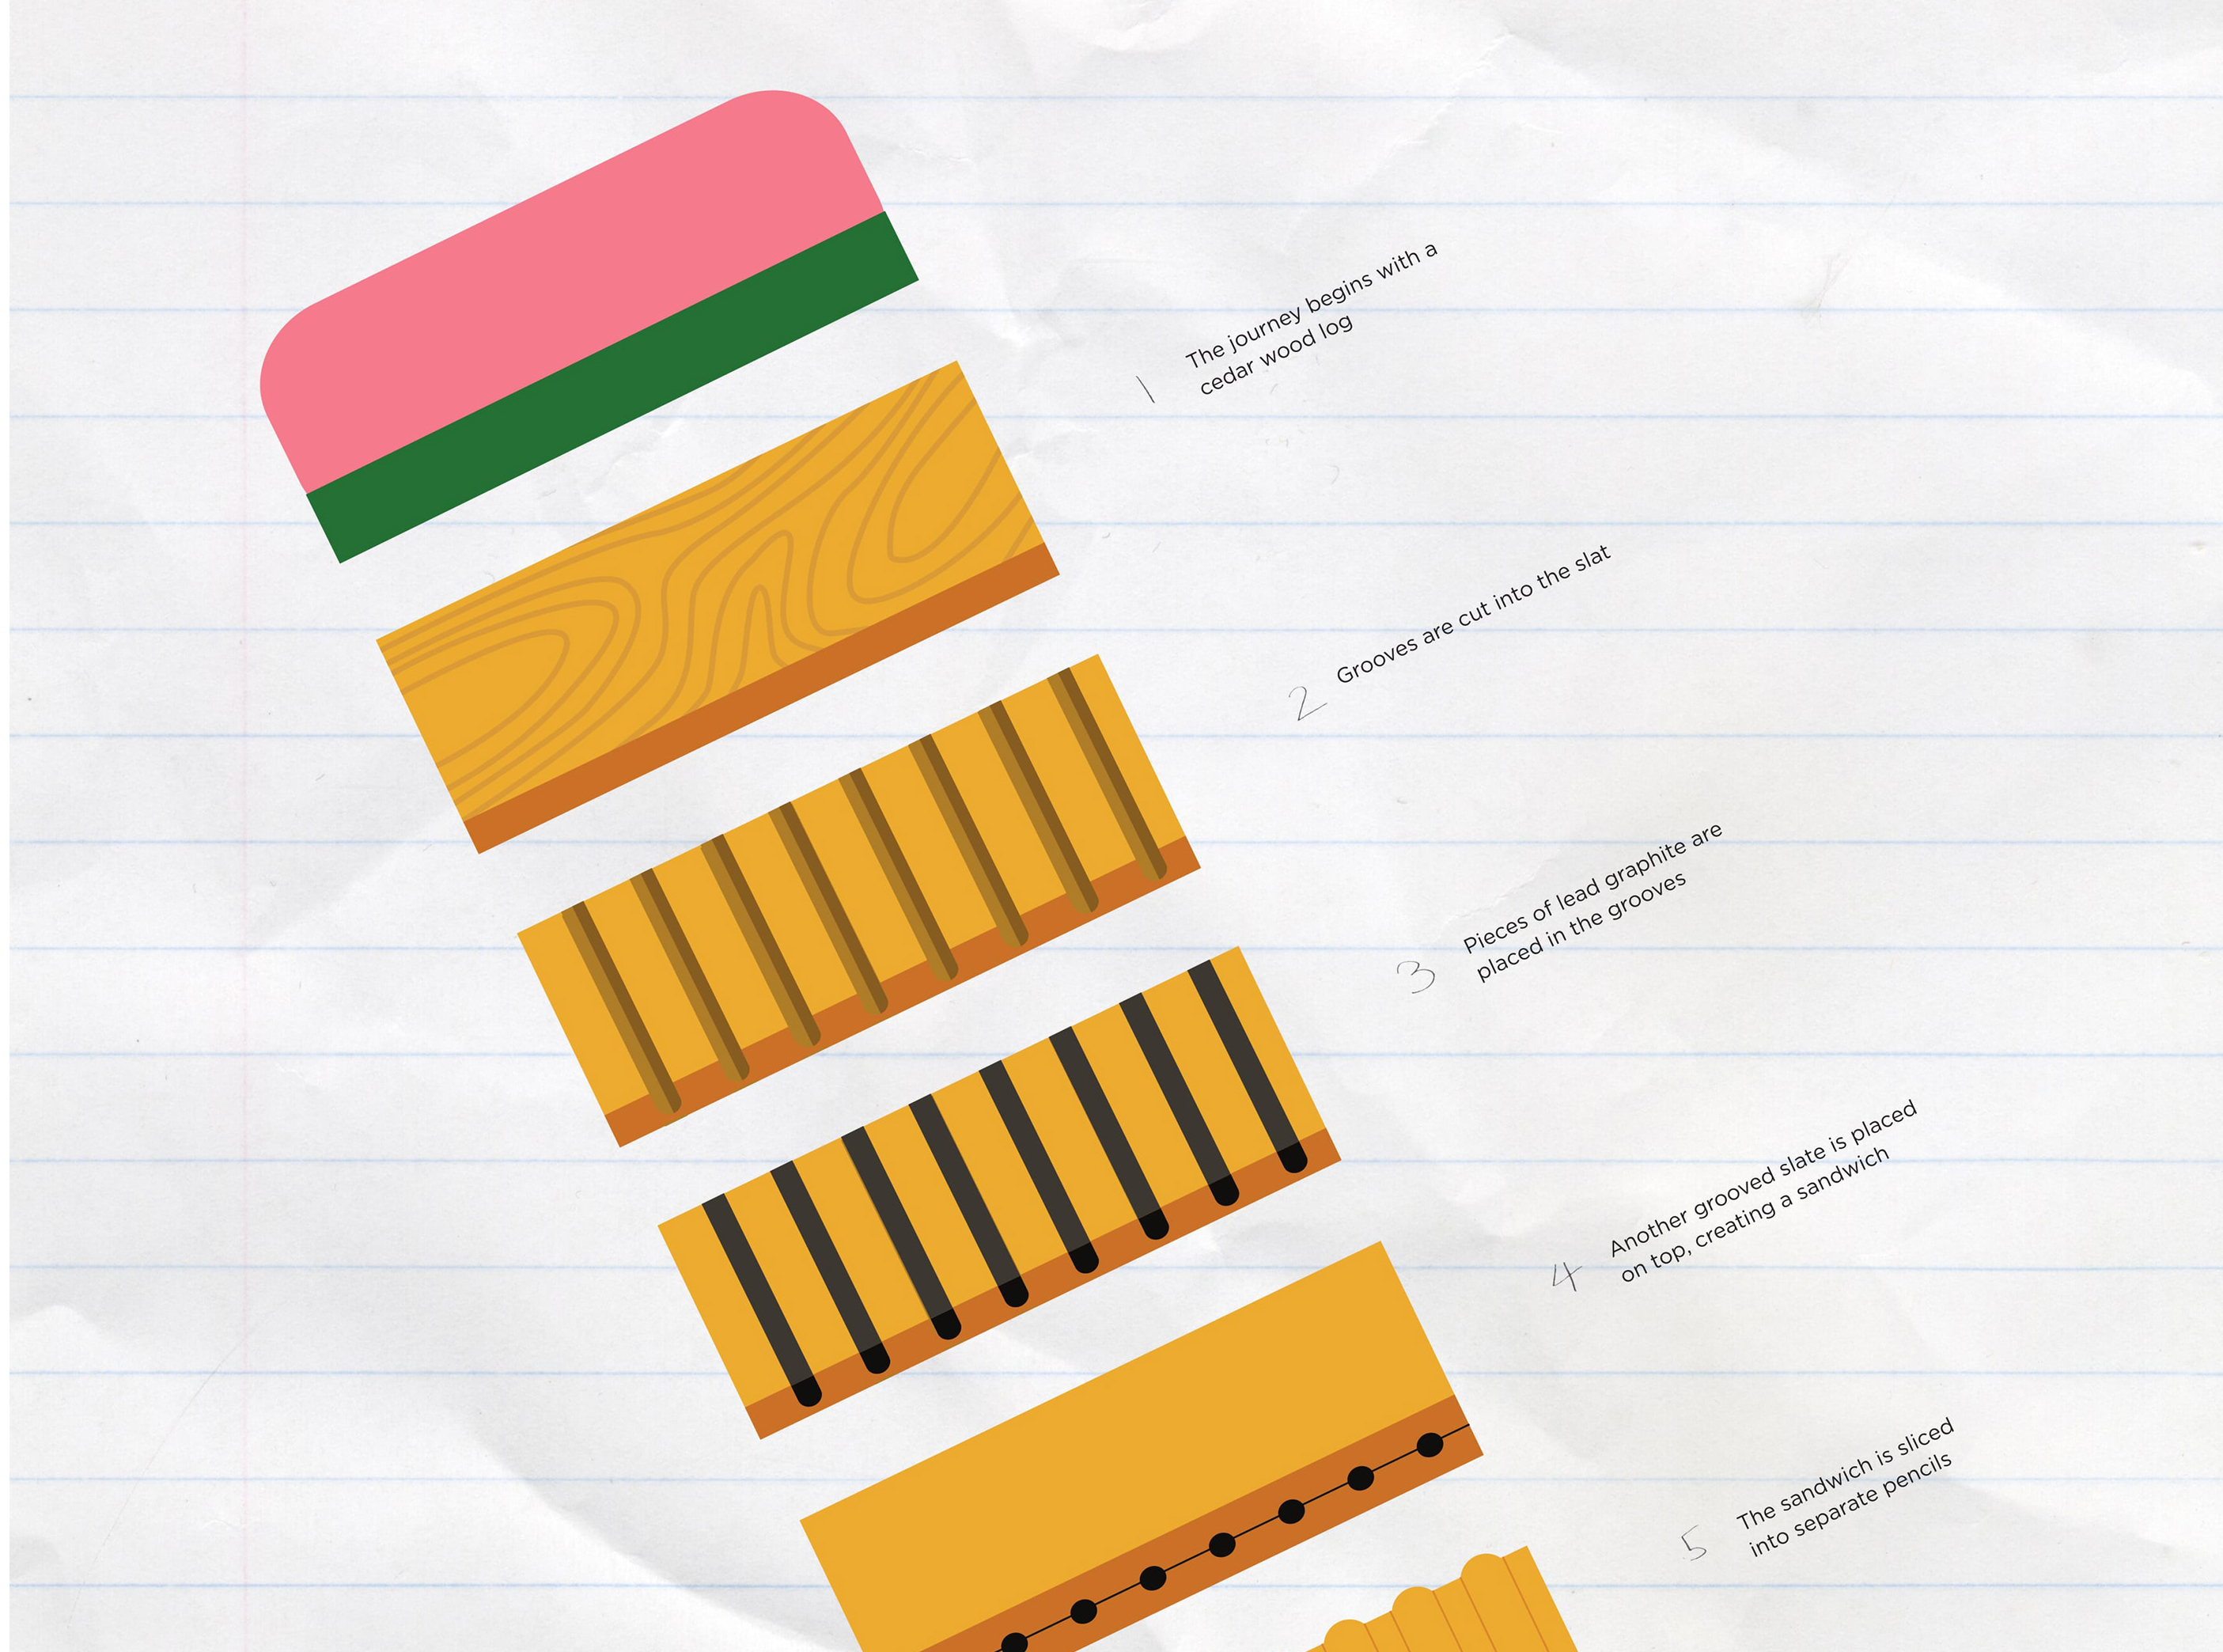 1
The journey begins with a
cedar wood log
2
Grooves are cut into the slat
3
Pieces of lead graphite are
placed in the grooves
4
Another grooved slate is placed
on top, creating a sandwich
5
The sandwich is sliced
into separate pencils